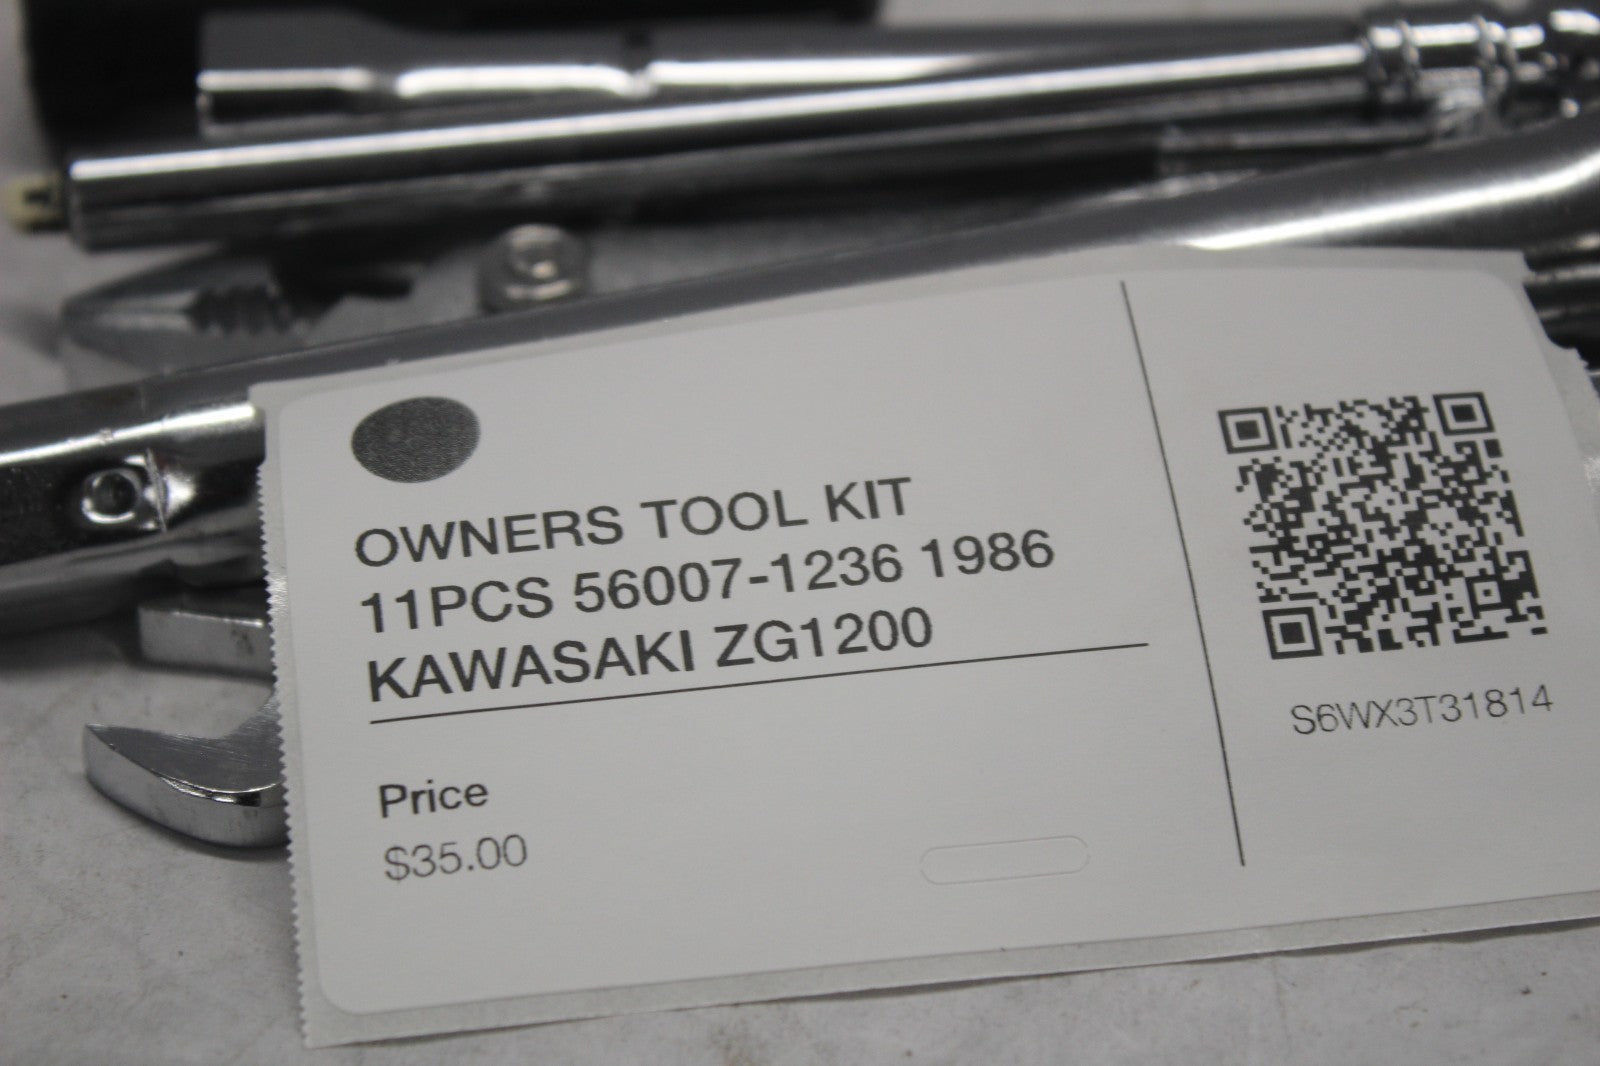 OWNERS TOOL KIT
11PCS 56007-1236 1986
KAWASAKI ZG1200
Price
$35.00
S6WX3T31814